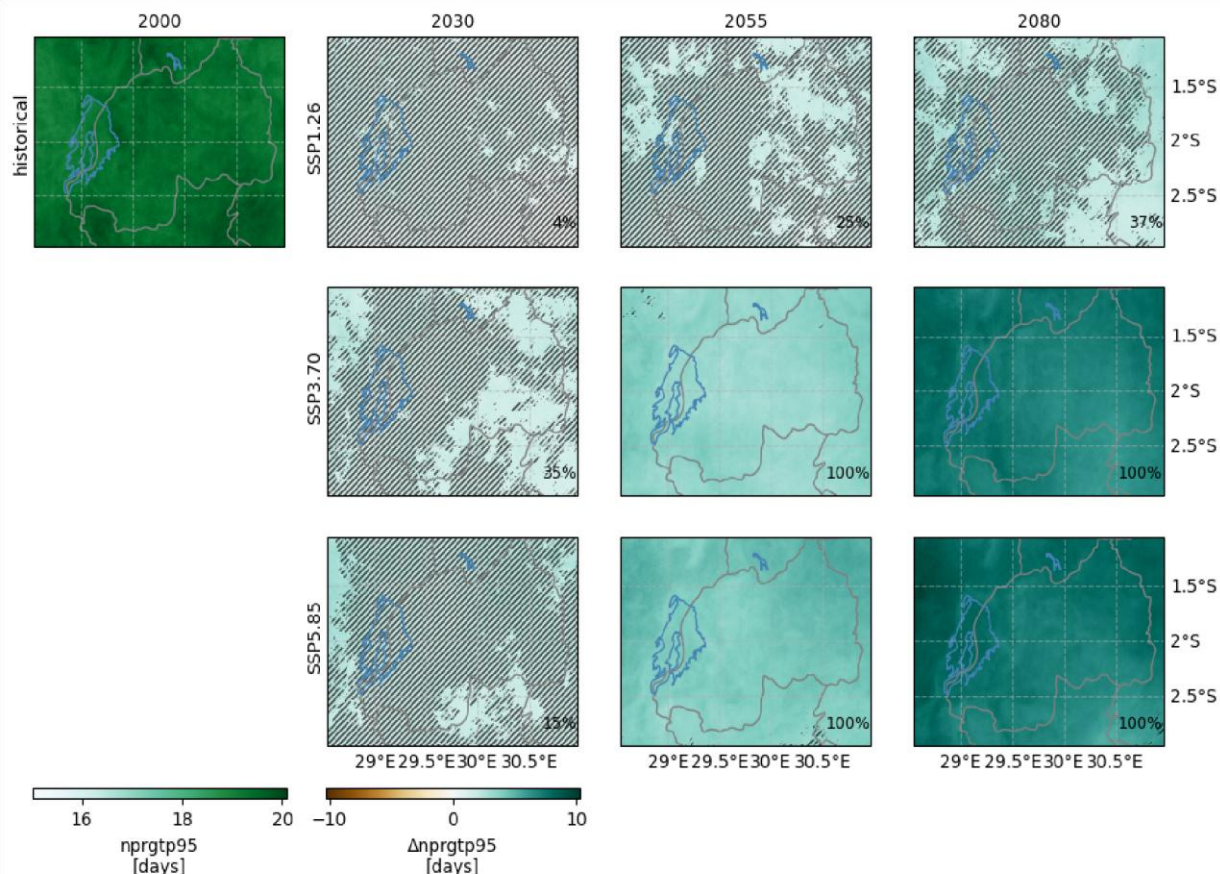 2000
2030
2055
2080
historical
SSP1.26
4%
25%
37%
1.5°S
2°S
2.5°S
SSP3.70
35%
100%
100%
1.5°S
2°S
2.5°S
SSP5.85
15%
100%
100%
1.5°S
2°S
2.5°S
29°E 29.5°E 30°E 30.5°E
29°E 29.5°E 30°E 30.5°E
29°E 29.5°E 30°E 30.5°E
16 18 20
nprgtp95
[days]
−10 0 10
Δnprgtp95
[days]